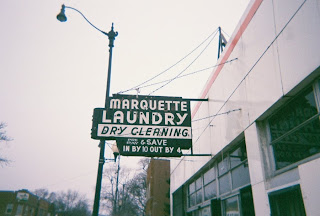 MARQUETTE
LAUNDRY
DRY CLEANING
& SAVE
IN BY 10 OUT BY 4